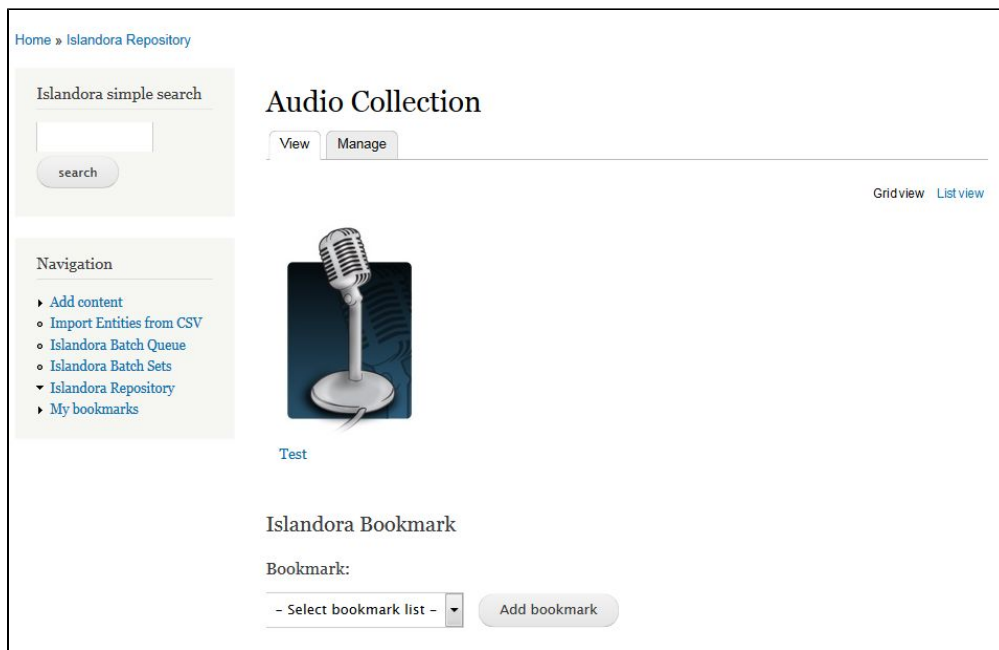 Home » Islandora Repository
Islandora simple search
search
Navigation
Add content
Import Entities from CSV
Islandora Batch Queue
Islandora Batch Sets
Islandora Repository
My bookmarks
Audio Collection
View Manage
Grid view List view
Test
Islandora Bookmark
Bookmark:
– Select bookmark list – Add bookmark